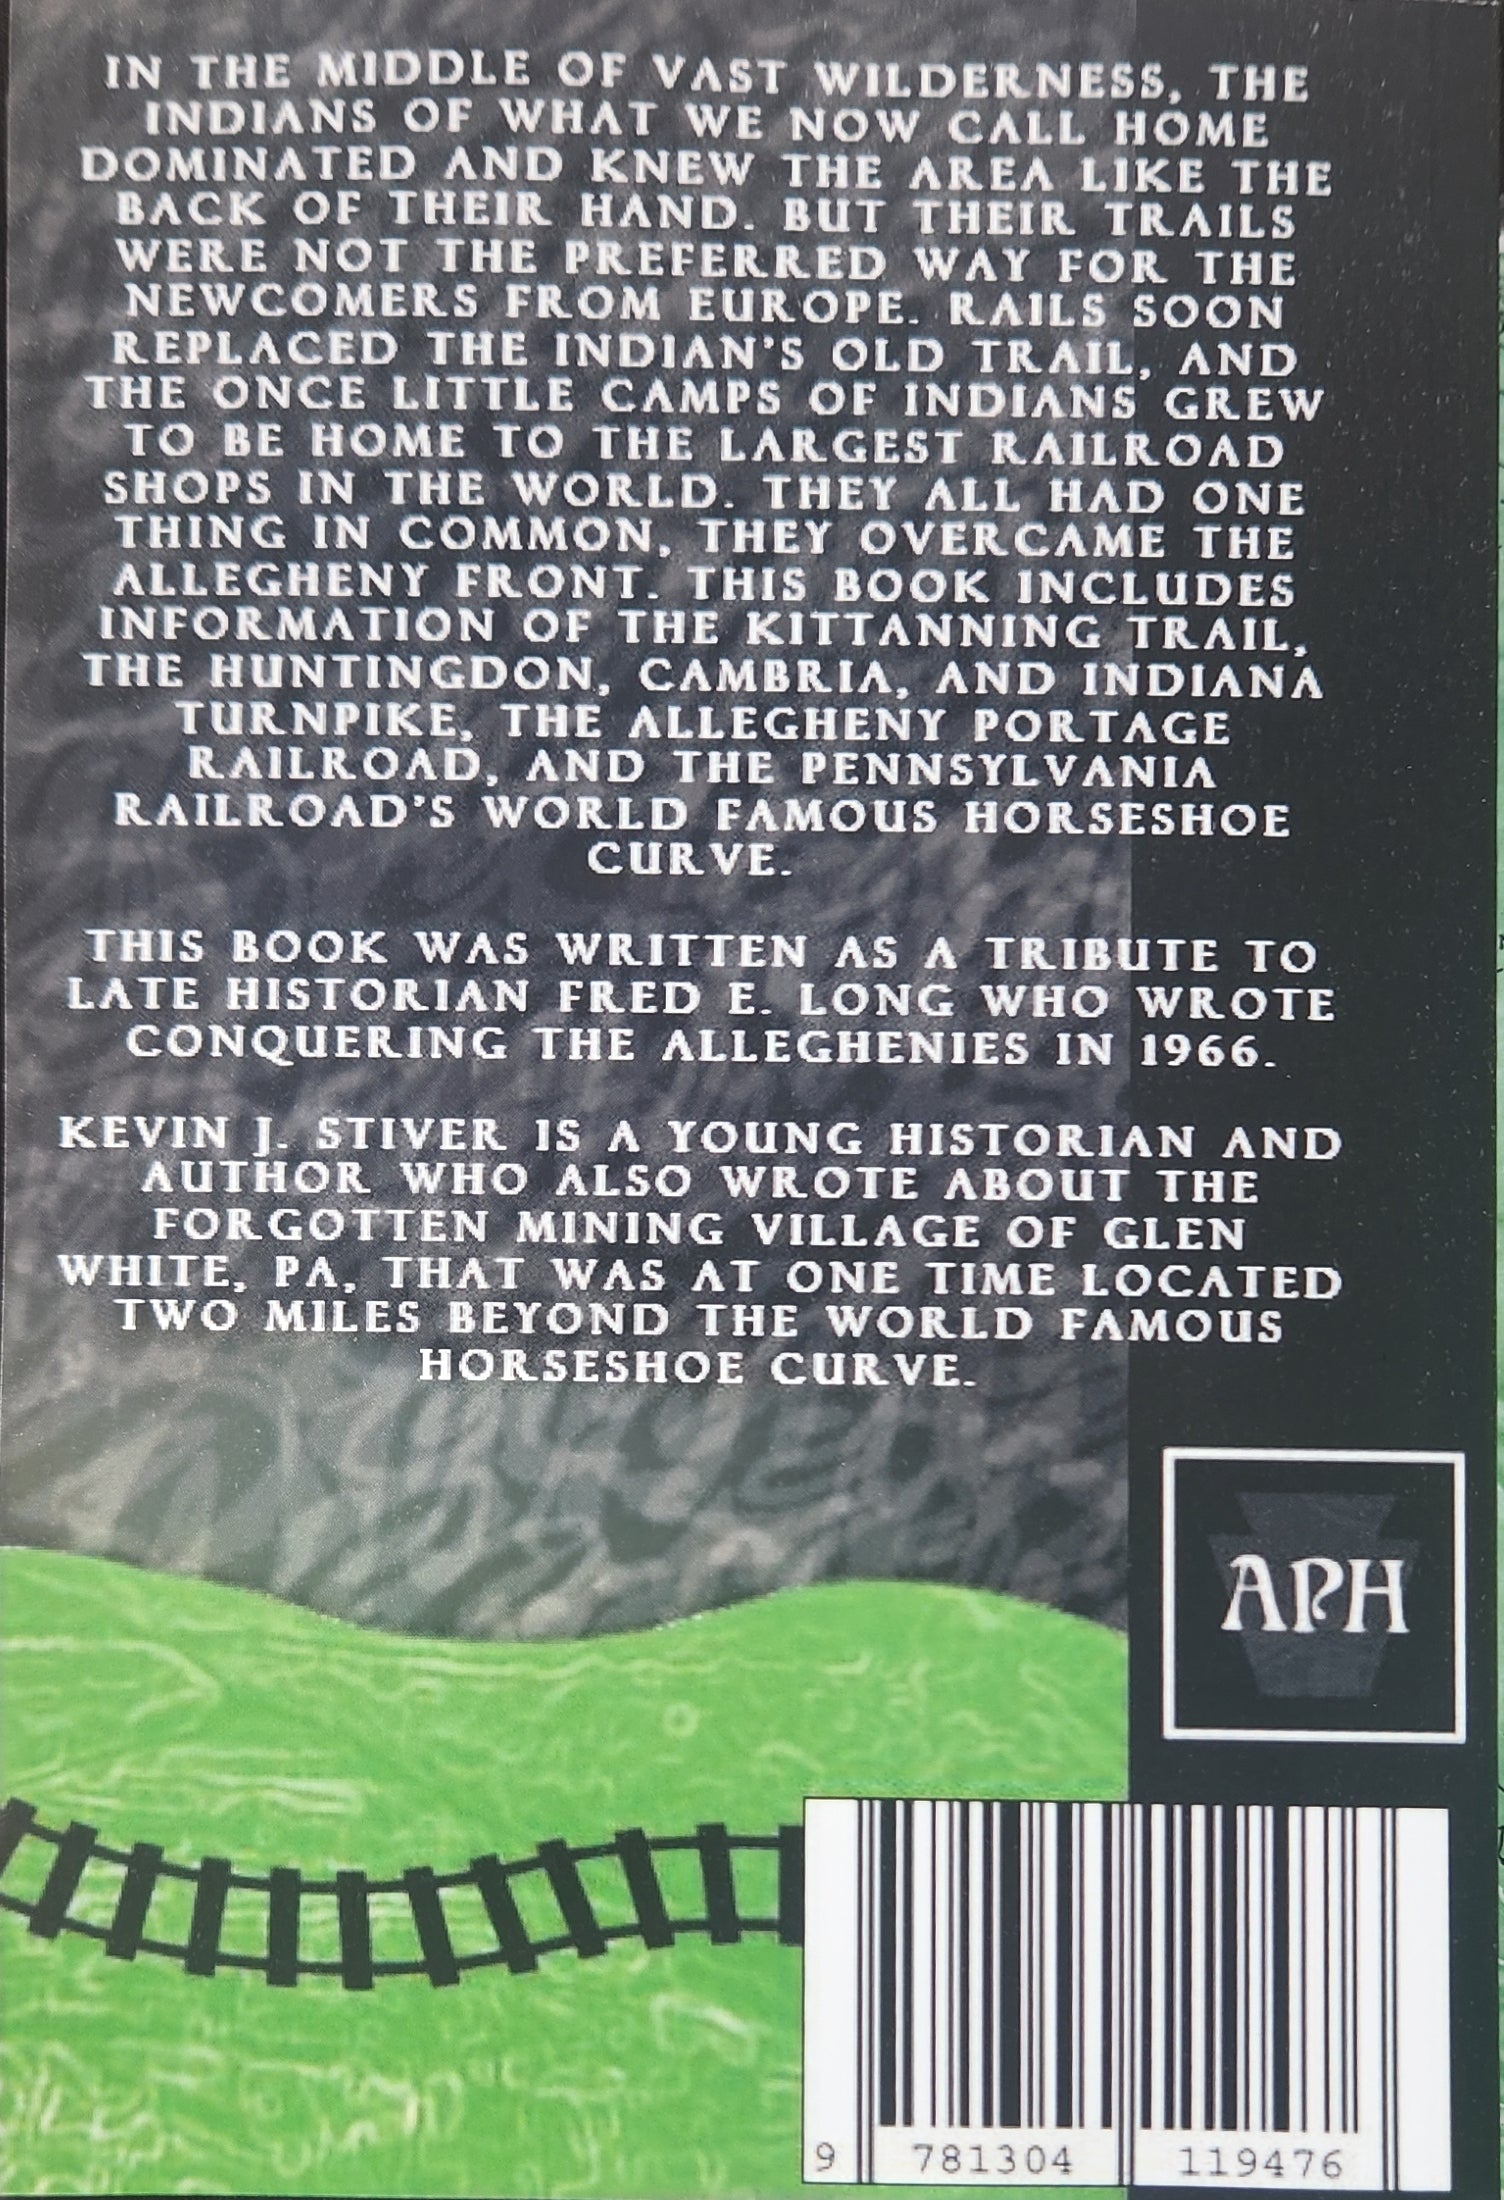 IN THE MIDDLE OF VAST WILDERNESS, THE
INDIANS OF WHAT WE NOW CALL HOME
DOMINATED AND KNEW THE AREA LIKE THE
BACK OF THEIR HAND. BUT THEIR TRAILS
WERE NOT THE PREFERRED WAY FOR THE
NEWCOMERS FROM EUROPE. RAILS SOON
REPLACED THE INDIAN'S OLD TRAIL, AND
THE ONCE LITTLE CAMPS OF INDIANS GREW
TO BE HOME TO THE LARGEST RAILROAD
SHOPS IN THE WORLD. THEY ALL HAD ONE
THING IN COMMON, THEY OVERCAME THE
ALLEGHENY FRONT. THIS BOOK INCLUDES
INFORMATION OF THE KITTANNING TRAIL,
THE HUNTINGDON, CAMBRIA, AND INDIANA
TURNPIKE, THE ALLEGHENY PORTAGE
RAILROAD, AND THE PENNSYLVANIA
RAILROAD'S WORLD FAMOUS HORSESHOE
CURVE.
THIS BOOK WAS WRITTEN AS A TRIBUTE TO
LATE HISTORIAN FRED E. LONG WHO WROTE
CONQUERING THE ALLEGHENIES IN 1966.
KEVIN J. STIVER IS A YOUNG HISTORIAN AND
AUTHOR WHO ALSO WROTE ABOUT THE
FORGOTTEN MINING VILLAGE OF GLEN
WHITE, PA, THAT WAS AT ONE TIME LOCATED
TWO MILES BEYOND THE WORLD FAMOUS
HORSESHOE CURVE.
APH
9 781304 119476